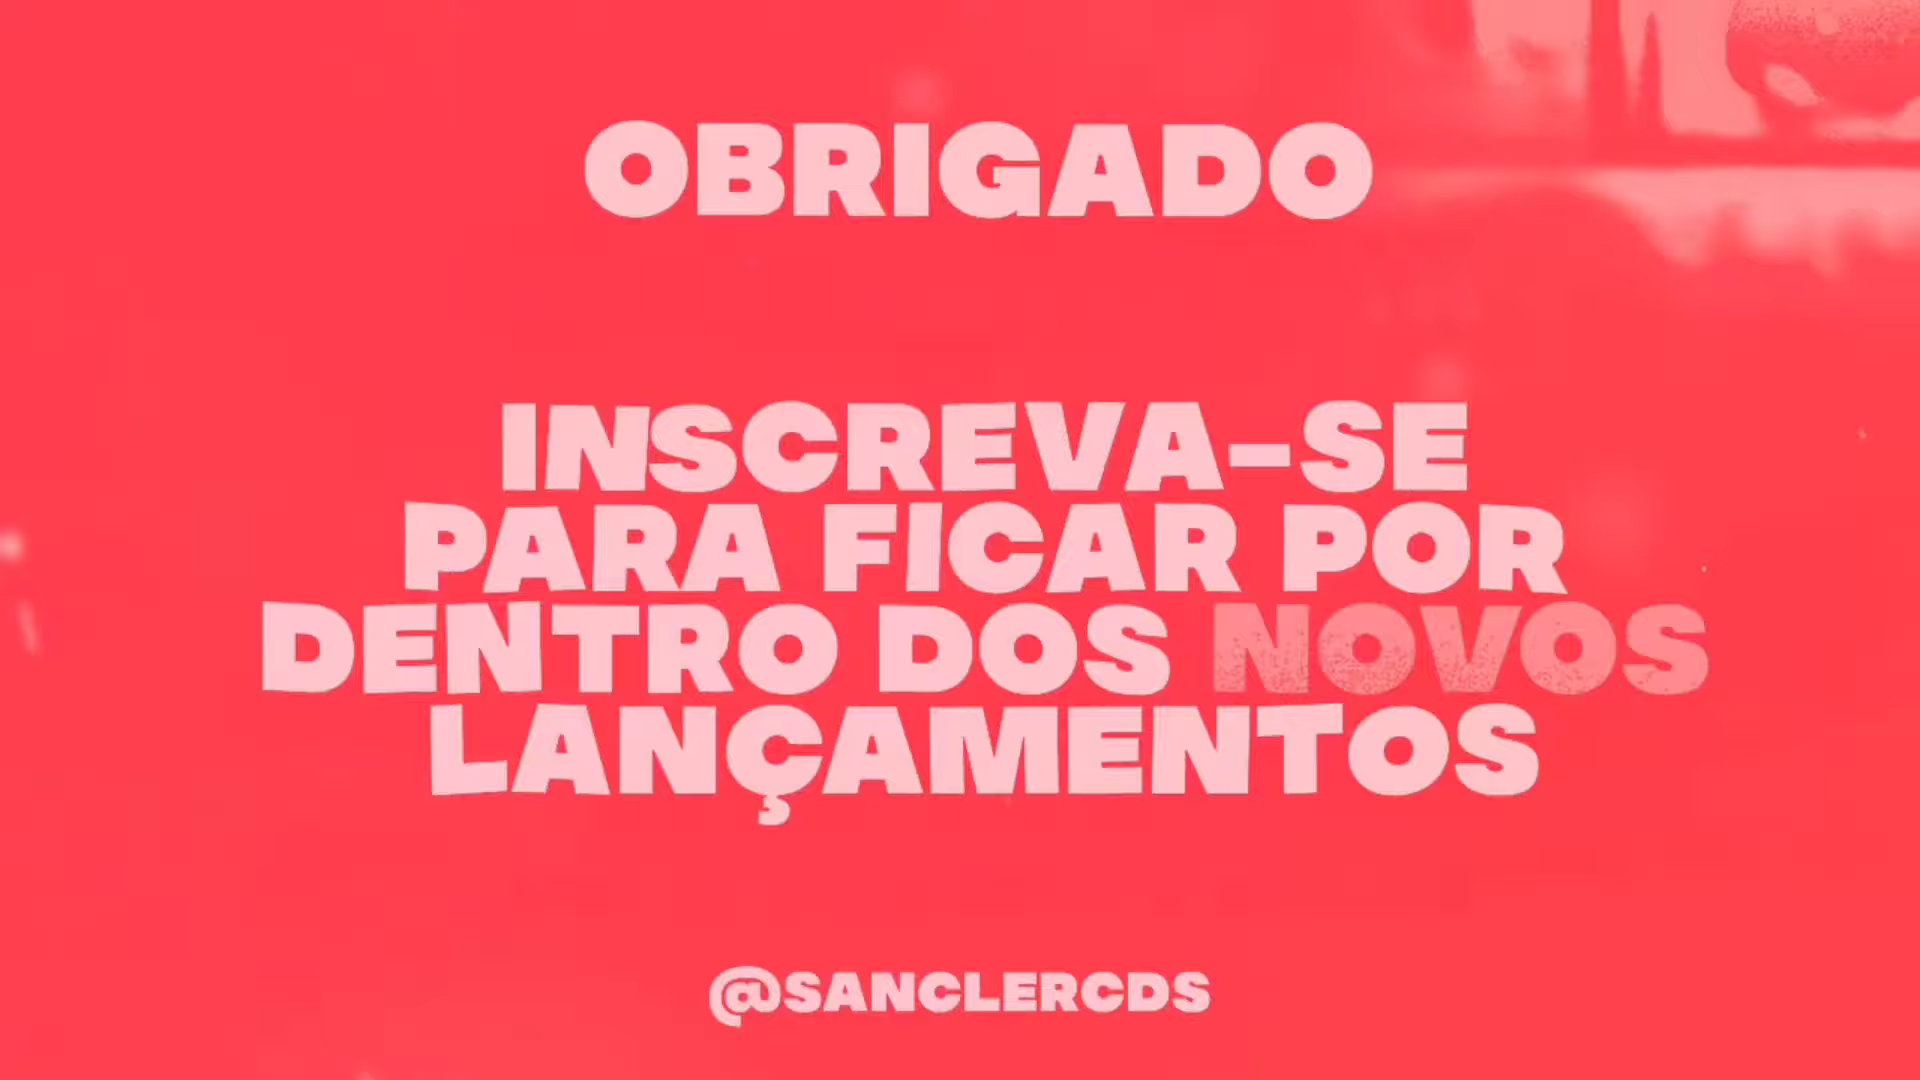 OBRIGADO
INSCREVA-SE
PARA FICAR POR
DENTRO DOS NOVOS
LANÇAMENTOS
@SANCLERCDS